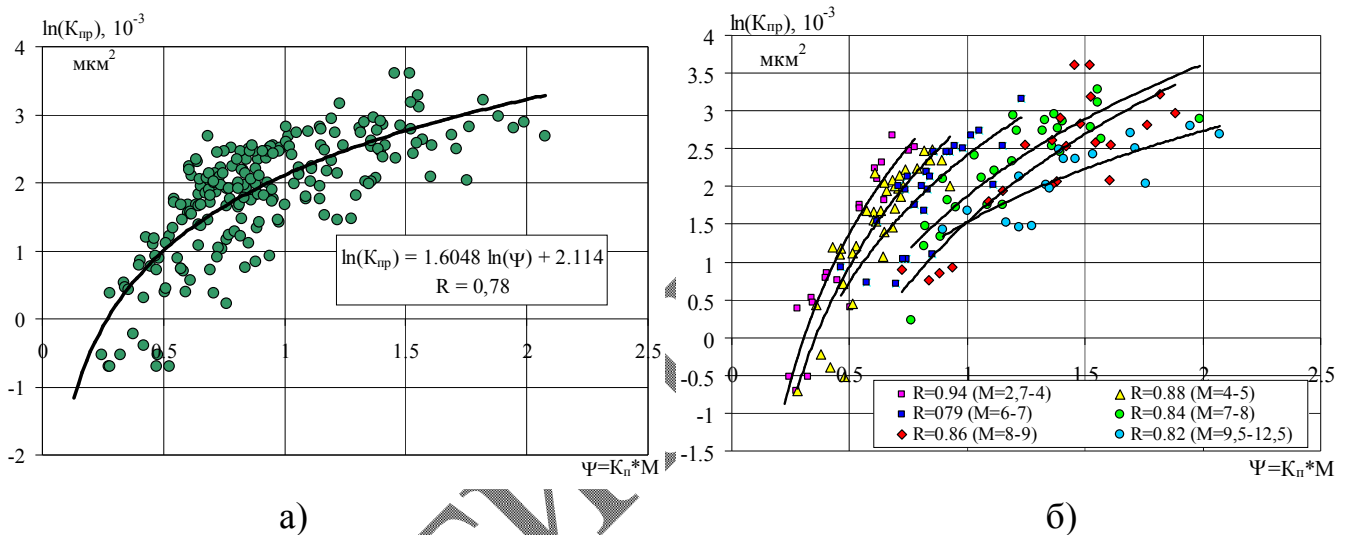 ln(Kпр), 10⁻³
мкм²
4
3
2
1
0
-1
-2
0
0.5
1
1.5
2
2.5
ln(Kпр) = 1.6048 ln(Ψ) + 2.114
R = 0,78
Ψ=Kп*M
а)
ln(Kпр), 10⁻³
мкм²
4
3.5
3
2.5
2
1.5
1
0.5
0
-0.5
-1
-1.5
0
0.5
1
1.5
2
2.5
R=0.94 (M=2,7-4)
R=0.88 (M=4-5)
R=079 (M=6-7)
R=0.84 (M=7-8)
R=0.86 (M=8-9)
R=0.82 (M=9,5-12,5)
Ψ=Kп*M
б)